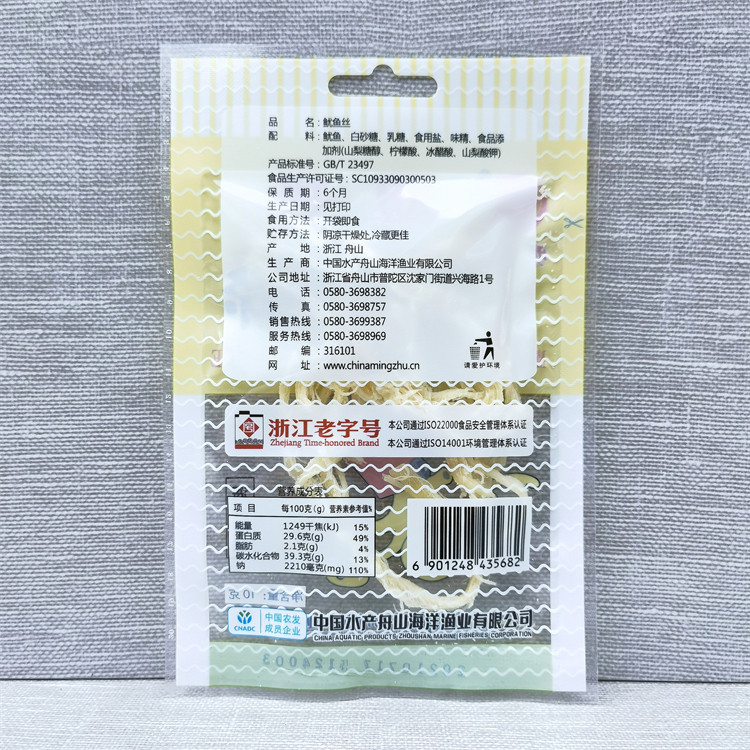 品名：鱿鱼丝
配料：鱿鱼、白砂糖、乳糖、食用盐、味精、食品添
加剂(山梨糖醇、柠檬酸、冰醋酸、山梨酸钾)
产品标准号：GB/T 23497
食品生产许可证号：SC10933090300503
保质期：6个月
生产日期：见打印
食用方法：开袋即食
贮存方法：阴凉干燥处,冷藏更佳
产地：浙江 舟山
生产商：中国水产舟山海洋渔业有限公司
公司地址：浙江省舟山市普陀区沈家门街道兴海路1号
电话：0580-3698382
传真：0580-3698757
销售热线：0580-3699387
服务热线：0580-3698969
邮编：316101
网址：www.chinamingzhu.cn
请爱护环境
浙江老字号
Zhejiang Time-honored Brand
本公司通过ISO22000食品安全管理体系认证
本公司通过ISO14001环境管理体系认证
营养成分表
项目 每100克(g) 营养素参考值%
能量 1249千焦(kJ) 15%
蛋白质 29.6克(g) 49%
脂肪 2.1克(g) 4%
碳水化合物 39.3克(g) 13%
钠 2210毫克(mg) 110%
6 901248 435682
净含量：10克
CNADC
中国农发
成员企业
中国水产舟山海洋渔业有限公司
CHINA AQUATIC PRODUCTS ZHOUSHAN MARINE FISHERIES CORPORATION